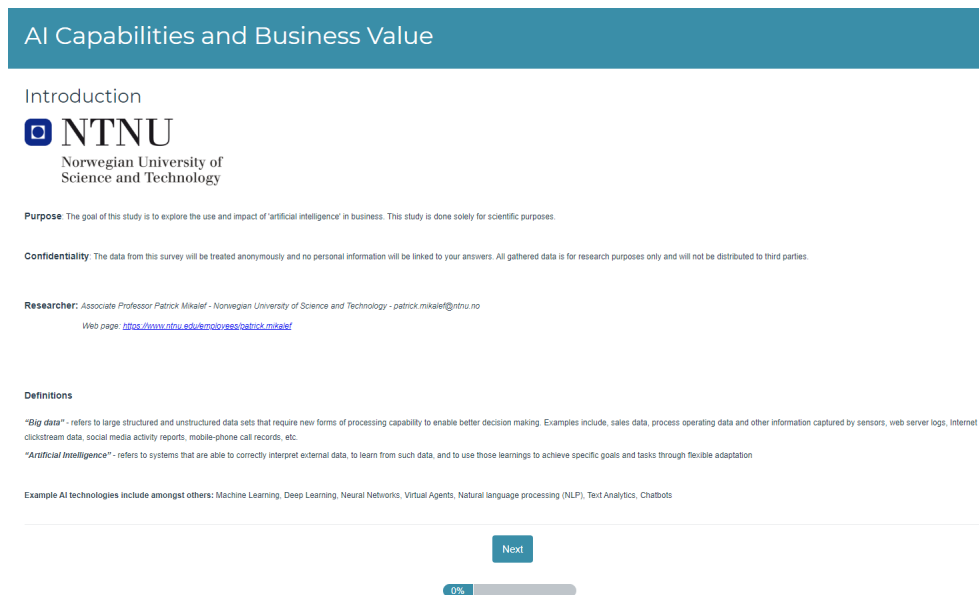 AI Capabilities and Business Value
Introduction
NTNU
Norwegian University of
Science and Technology
Purpose: The goal of this study is to explore the use and impact of 'artificial intelligence' in business. This study is done solely for scientific purposes.
Confidentiality: The data from this survey will be treated anonymously and no personal information will be linked to your answers. All gathered data is for research purposes only and will not be distributed to third parties.
Researcher: Associate Professor Patrick Mikalef - Norwegian University of Science and Technology - patrick.mikalef@ntnu.no
Web page: https://www.ntnu.edu/employees/patrick.mikalef
Definitions
"Big data" - refers to large structured and unstructured data sets that require new forms of processing capability to enable better decision making. Examples include, sales data, process operating data and other information captured by sensors, web server logs, Internet
clickstream data, social media activity reports, mobile-phone call records, etc.
"Artificial Intelligence" - refers to systems that are able to correctly interpret external data, to learn from such data, and to use those learnings to achieve specific goals and tasks through flexible adaptation
Example AI technologies include amongst others: Machine Learning, Deep Learning, Neural Networks, Virtual Agents, Natural language processing (NLP), Text Analytics, Chatbots
Next
0%